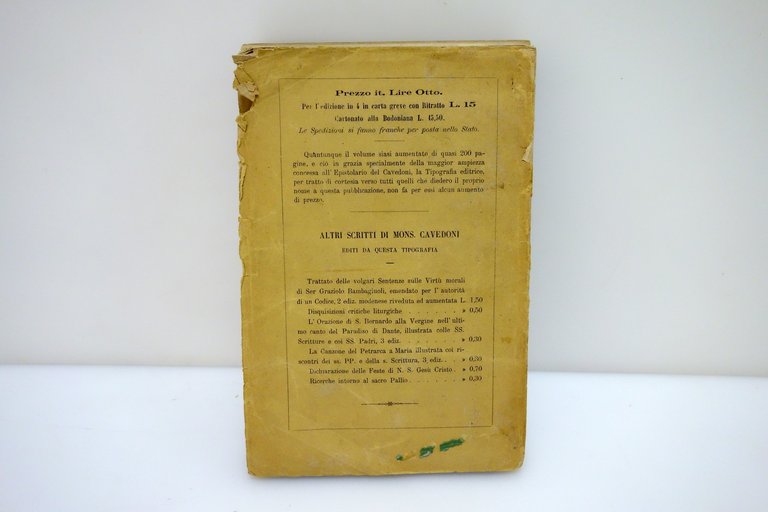 Prezzo it. Lire Otto.
Per l'edizione in 4 in carta greve con Ritratto L. 15
Cartonato alla Bodoniana L. 15,50.
Le Spedizioni si fanno franche per posta nello Stato.
Quantunque il volume siasi aumentato di quasi 200 pa-
gine, e ciò in grazia specialmente della maggior ampiezza
concessa all' Epistolario del Cavedoni, la Tipografia editrice,
per tratto di cortesia verso tutti quelli che diedero il proprio
nome a questa pubblicazione, non fa per essi alcun aumento
di prezzo.
ALTRI SCRITTI DI MONS. CAVEDONI
EDITI DA QUESTA TIPOGRAFIA
Trattato delle volgari Sentenze sulle Virtù morali
di Ser Graziolo Bambagiuoli, emendato per l' autorità
di un Codice, 2 ediz. modenese riveduta ed aumentata L. 1,50
Disquisizioni critiche liturgiche . . . . . . . » 0,50
L' Orazione di S. Bernardo alla Vergine nell' ulti-
mo canto del Paradiso di Dante, illustrata colle SS.
Scritture e coi SS. Padri, 3 ediz. . . . . . . . » 0,30
La Canzone del Petrarca a Maria illustrata coi ri-
scontri dei ss. PP. e della s. Scrittura, 3 ediz. . . » 0,30
Dichiarazione delle Feste di N. S. Gesù Cristo . » 0,70
Ricerche intorno al sacro Pallio . . . . . . . » 0,30